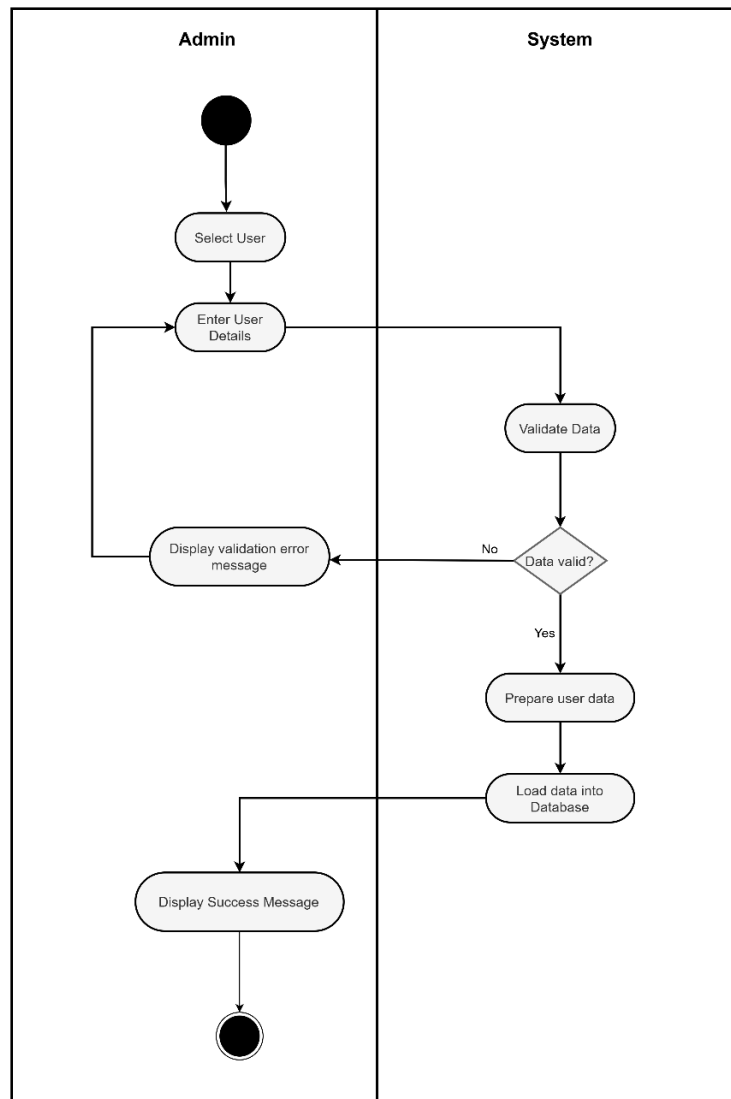 Admin
System
Select User
Enter User
Details
Validate Data
Display validation error
message
No
Data valid?
Yes
Prepare user data
Load data into
Database
Display Success Message